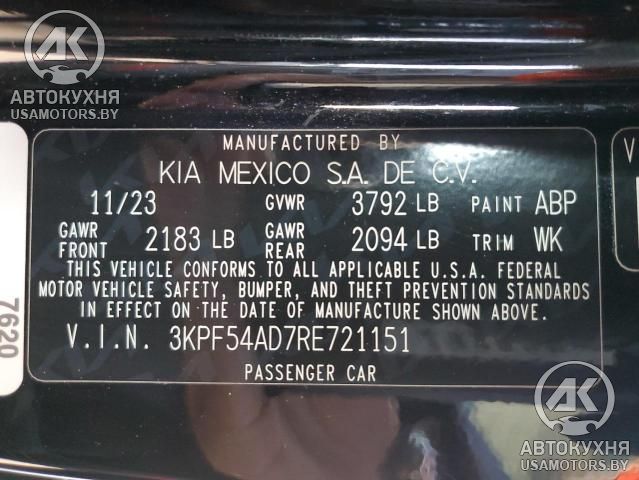 АВТОКУХНЯ
USAMOTORS.BY
MANUFACTURED BY
KIA MEXICO S.A. DE C.V.
11/23 GVWR 3792 LB PAINT ABP
GAWR FRONT 2183 LB GAWR REAR 2094 LB TRIM WK
THIS VEHICLE CONFORMS TO ALL APPLICABLE U.S.A. FEDERAL
MOTOR VEHICLE SAFETY, BUMPER, AND THEFT PREVENTION STANDARDS
IN EFFECT ON THE DATE OF MANUFACTURE SHOWN ABOVE.
V.I.N. 3KPF54AD7RE721151
PASSENGER CAR
7620
V
АВТОКУХНЯ
USAMOTORS.BY